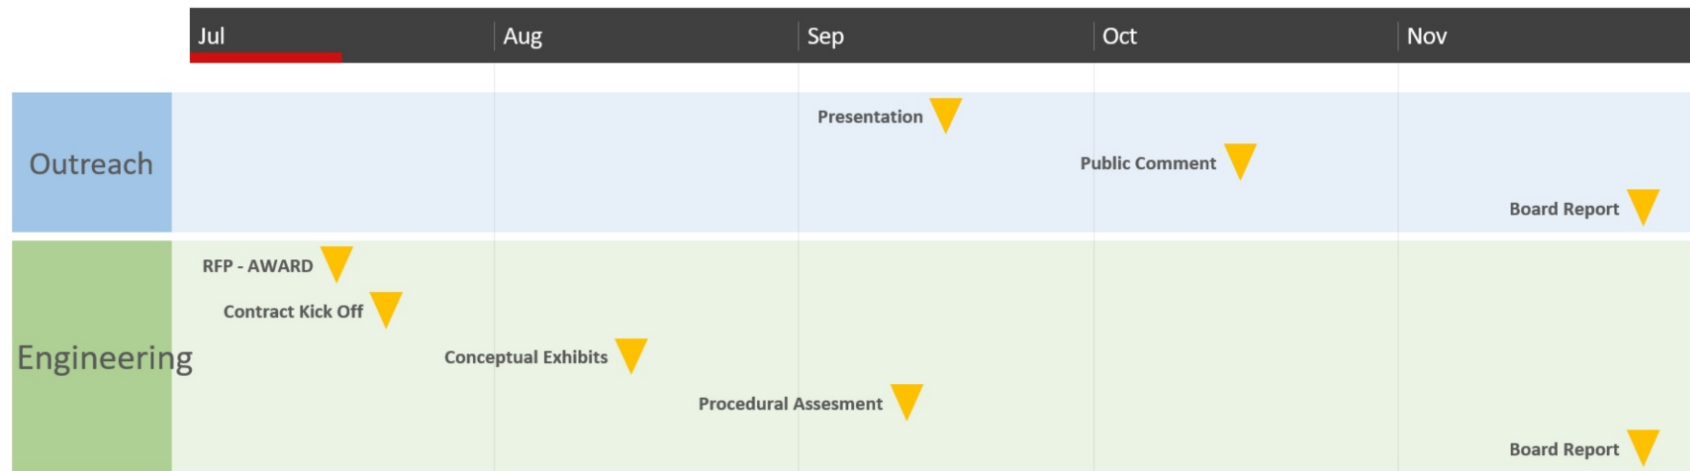 Jul
Aug
Sep
Oct
Nov
Outreach
Presentation
Public Comment
Board Report
Engineering
RFP - AWARD
Contract Kick Off
Conceptual Exhibits
Procedural Assesment
Board Report